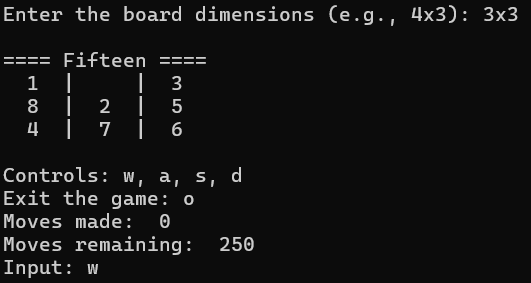 Enter the board dimensions (e.g., 4x3): 3x3
==== Fifteen ====
1 |   | 3
8 | 2 | 5
4 | 7 | 6
Controls: w, a, s, d
Exit the game: o
Moves made:  0
Moves remaining:  250
Input: w